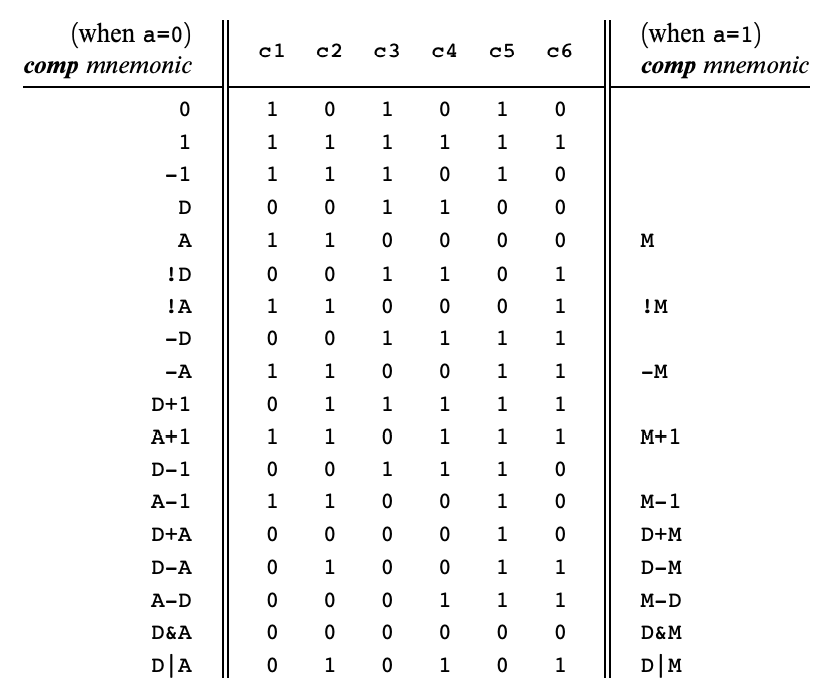 (when a=0) c1 c2 c3 c4 c5 c6 (when a=1)
comp mnemonic comp mnemonic
0 1 0 1 0 1 0
1 1 1 1 1 1 1
-1 1 1 1 0 1 0
D 0 0 1 1 0 0
A 1 1 0 0 0 0 M
!D 0 0 1 1 0 1
!A 1 1 0 0 0 1 !M
-D 0 0 1 1 1 1
-A 1 1 0 0 1 1 -M
D+1 0 1 1 1 1 1
A+1 1 1 0 1 1 1 M+1
D-1 0 0 1 1 1 0
A-1 1 1 0 0 1 0 M-1
D+A 0 0 0 0 1 0 D+M
D-A 0 1 0 0 1 1 D-M
A-D 0 0 0 1 1 1 M-D
D&A 0 0 0 0 0 0 D&M
D|A 0 1 0 1 0 1 D|M